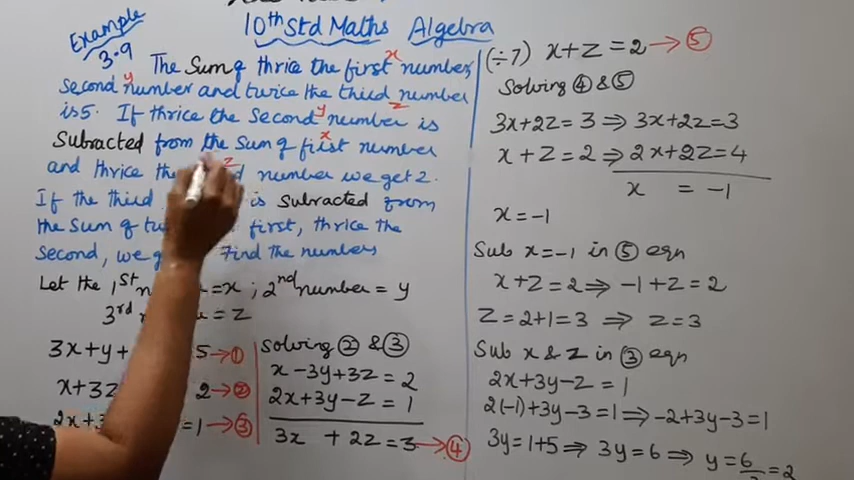 10th Std Maths Algebra
Example 3.9
The Sum of thrice the first number, x
second number and twice the third number y
is 5. If thrice the second number is y z
Subracted from the sum of first number x
and thrice the number we get 2. z
If the third is subracted from
the sum of first, thrice the
Second, we Find the numbers
Let the 1st = x ; 2nd number = y
3rd = z
3x+y+ 5 → ①
x+3z 2 → ②
2x+3 =1 → ③
Solving ② & ③
x - 3y + 3z = 2
2x + 3y - z = 1
3x + 2z = 3 → ④
(÷7) x + z = 2 → ⑤
Solving ④ & ⑤
3x+2z = 3 ⇒ 3x+2z = 3
x + z = 2 ⇒ 2x+2z = 4
x = -1
x = -1
Sub x = -1 in ⑤ eqn
x+z = 2 ⇒ -1+z = 2
z = 2+1 = 3 ⇒ z = 3
Sub x & z in ③ eqn
2x+3y-z = 1
2(-1)+3y-3 = 1 ⇒ -2+3y-3 = 1
3y = 1+5 ⇒ 3y = 6 ⇒ y = 6/3 = 2